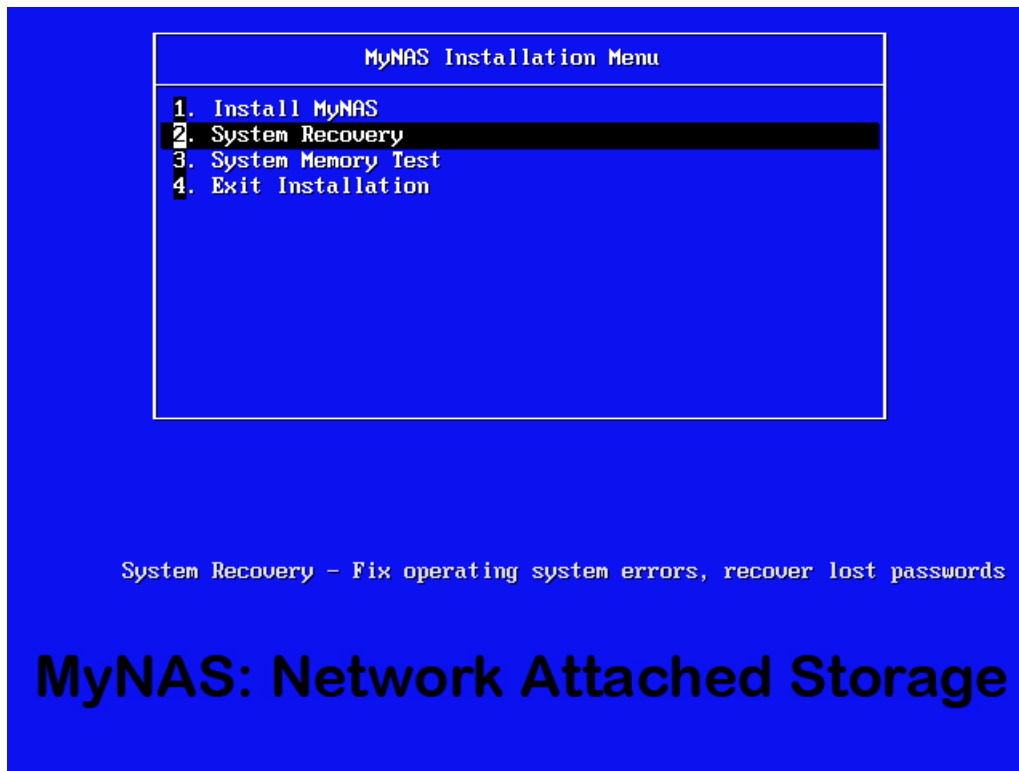 MyNAS Installation Menu
1. Install MyNAS
2. System Recovery
3. System Memory Test
4. Exit Installation
System Recovery - Fix operating system errors, recover lost passwords
MyNAS: Network Attached Storage